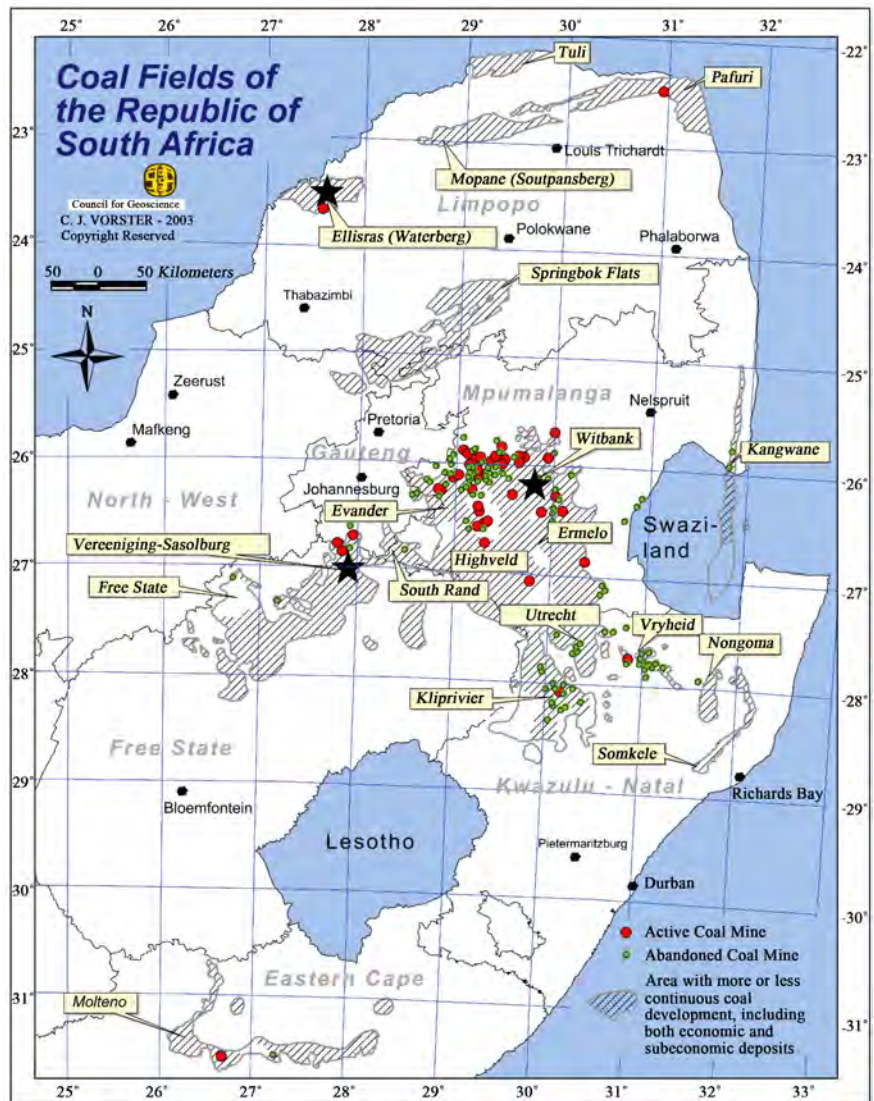 25°
26°
27°
28°
29°
30°
31°
32°
Coal Fields of
the Republic of
South Africa
Council for Geoscience
C. J. VORSTER - 2003
Copyright Reserved
50 0 50 Kilometers
N
Tuli
-22°
Pafuri
23°
Louis Trichardt
-23°
Mopane (Soutpansberg)
Limpopo
Ellisras (Waterberg)
Polokwane
Phalaborwa
24°
-24°
Springbok Flats
Thabazimbi
25°
-25°
Zeerust
Mpumalanga
Nelspruit
Mafkeng
Pretoria
Gauteng
Witbank
Kangwane
26°
-26°
Johannesburg
North - West
Evander
Ermelo
Swazi-
land
Vereeniging-Sasolburg
Highveld
27°
-27°
Free State
South Rand
Utrecht
Vryheid
Nongoma
28°
-28°
Kliprivier
Free State
Somkele
Kwazulu - Natal
29°
-29°
Richards Bay
Bloemfontein
Lesotho
Pietermaritzburg
Durban
30°
-30°
Active Coal Mine
Abandoned Coal Mine
Area with more or less
continuous coal
development, including
both economic and
subeconomic deposits
Eastern Cape
31°
-31°
Molteno
25°
26°
27°
28°
29°
30°
31°
32°
33°